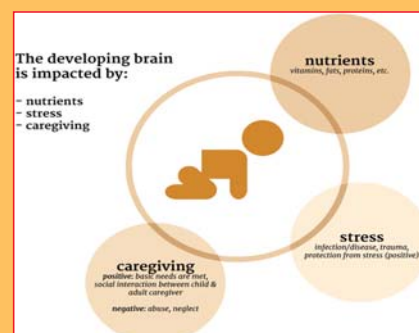 The developing brain
is impacted by:
- nutrients
- stress
- caregiving
nutrients
vitamins, fats, proteins, etc.
stress
infection/disease, trauma,
protection from stress (positive)
caregiving
positive: basic needs are met,
social interaction between child &
adult caregiver
negative: abuse, neglect